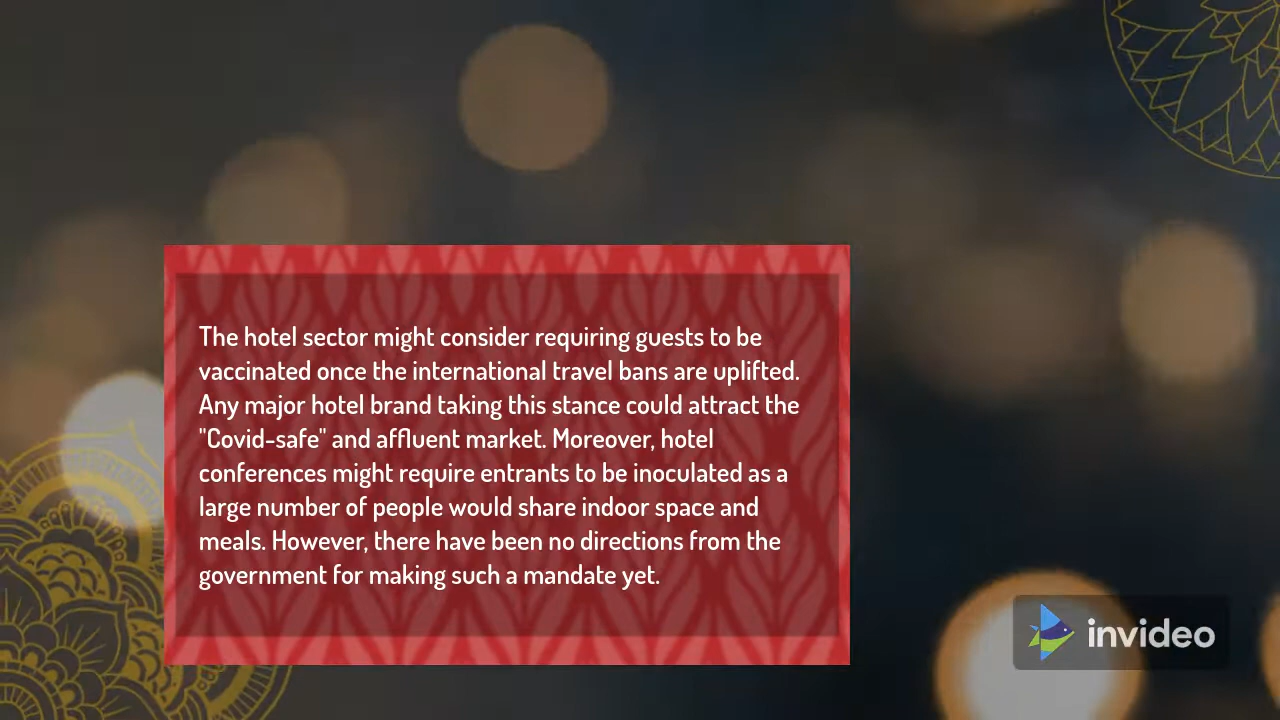 The hotel sector might consider requiring guests to be
vaccinated once the international travel bans are uplifted.
Any major hotel brand taking this stance could attract the
"Covid-safe" and affluent market. Moreover, hotel
conferences might require entrants to be inoculated as a
large number of people would share indoor space and
meals. However, there have been no directions from the
government for making such a mandate yet.
invideo